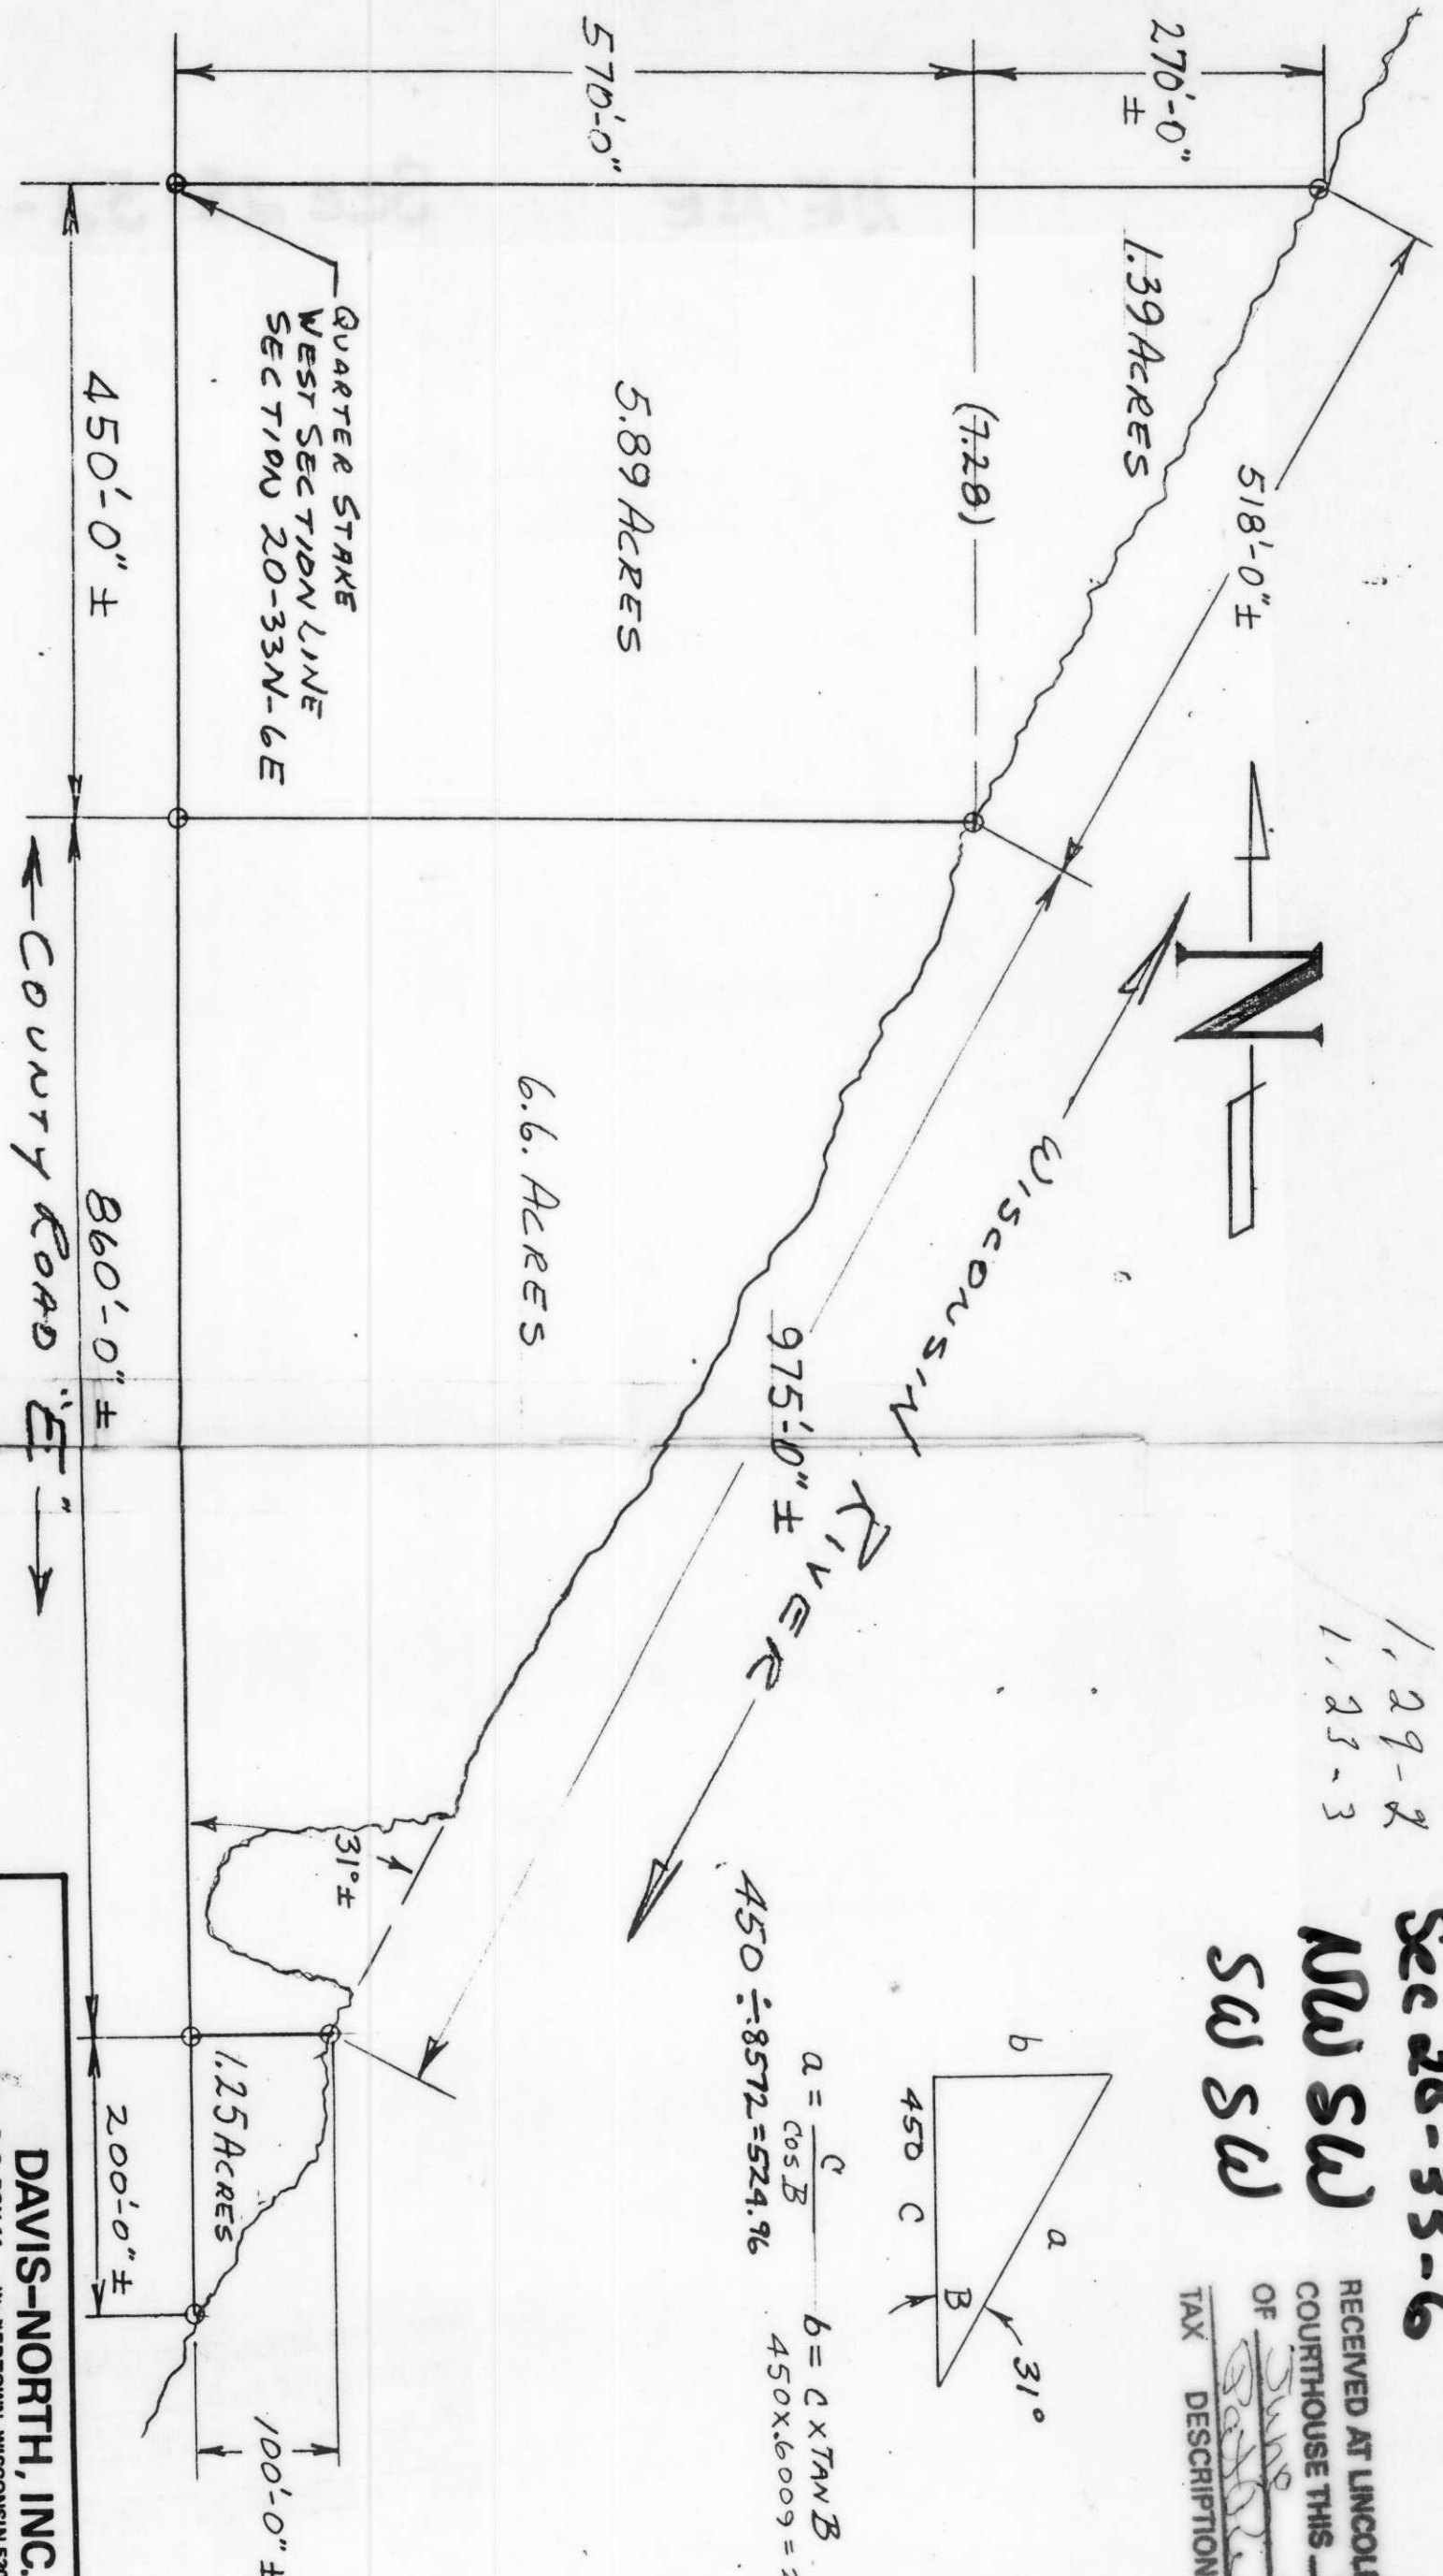 270'-0"
±
570'-0"
1.39 ACRES
518'-0" ±
(7.28)
5.89 ACRES
QUARTER STAKE
WEST SECTION LINE
SECTION 20-33N-6E
450'-0" ±
N
WISCONSIN RIVER
975'-0" ±
6.6. ACRES
860'-0" ±
COUNTY ROAD "E"
31° ±
1.25 ACRES
200'-0" ±
100'-0" ±
1.29-2
1.23-3
Sec 20-33-6
NW SW
SW SW
RECEIVED AT LINCOL
COURTHOUSE THIS
OF June
TAX DESCRIPTION
b
a
450 C
B
31°
a = C / COS B
450 ÷ .8572 = 524.96
b = C X TAN B
450 X .6009 =
DAVIS-NORTH, INC.